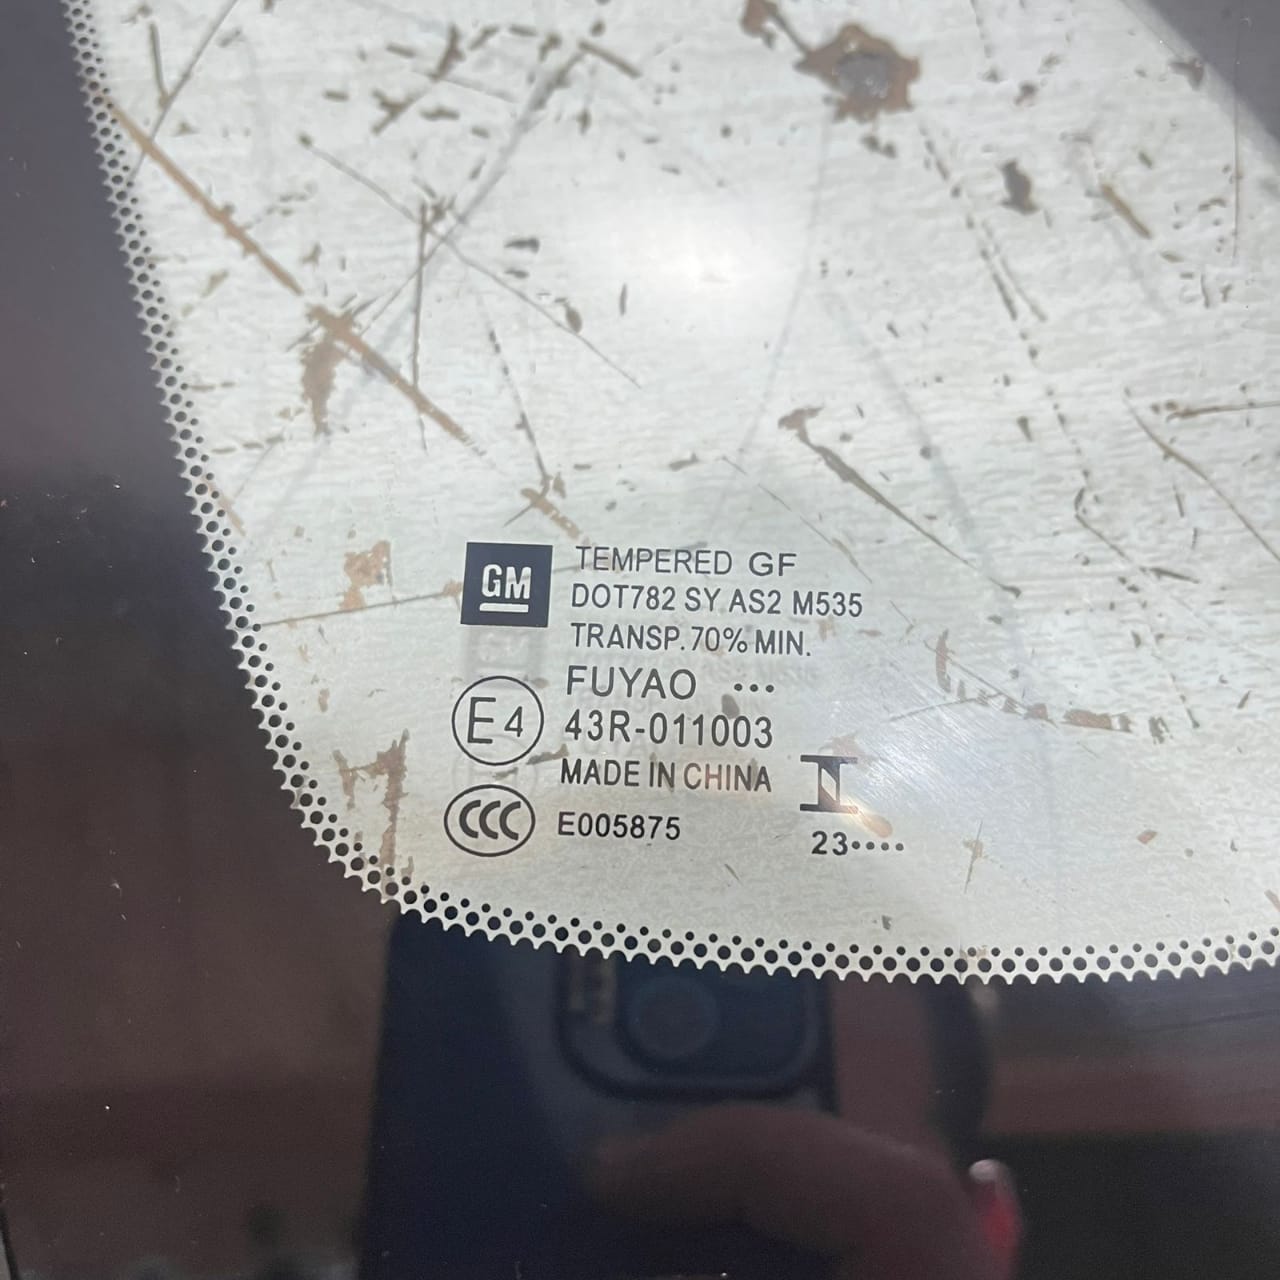 GM
TEMPERED GF
DOT782 SY AS2 M535
TRANSP. 70% MIN.
FUYAO •••
E4 43R-011003
MADE IN CHINA
CCC E005875
23••••